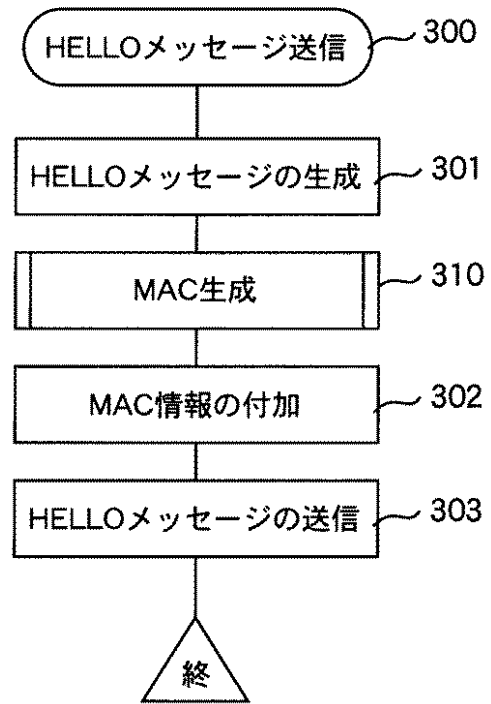 HELLOメッセージ送信
300
HELLOメッセージの生成
301
MAC生成
310
MAC情報の付加
302
HELLOメッセージの送信
303
終